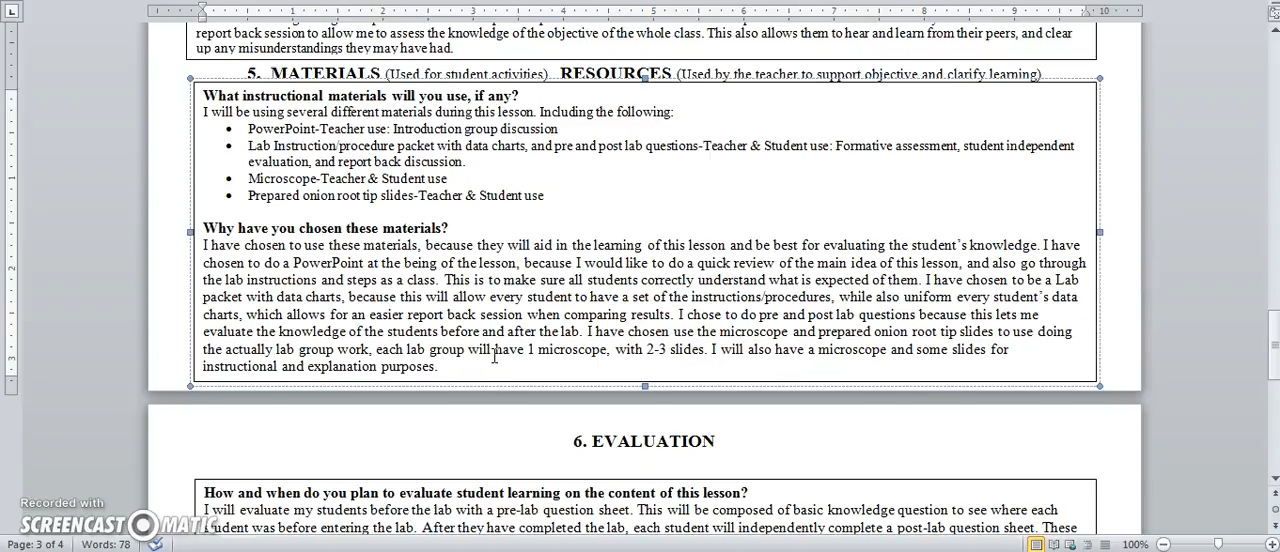 1 2 3 4 5 6 7 8 9 10
report back session to allow me to assess the knowledge of the objective of the whole class. This also allows them to hear and learn from their peers, and clear
up any misunderstandings they may have had.
5. MATERIALS (Used for student activities) RESOURCES (Used by the teacher to support objective and clarify learning)
What instructional materials will you use, if any?
I will be using several different materials during this lesson. Including the following:
• PowerPoint-Teacher use: Introduction group discussion
• Lab Instruction/procedure packet with data charts, and pre and post lab questions-Teacher & Student use: Formative assessment, student independent
evaluation, and report back discussion.
• Microscope-Teacher & Student use
• Prepared onion root tip slides-Teacher & Student use
Why have you chosen these materials?
I have chosen to use these materials, because they will aid in the learning of this lesson and be best for evaluating the student's knowledge. I have
chosen to do a PowerPoint at the being of the lesson, because I would like to do a quick review of the main idea of this lesson, and also go through
the lab instructions and steps as a class. This is to make sure all students correctly understand what is expected of them. I have chosen to be a Lab
packet with data charts, because this will allow every student to have a set of the instructions/procedures, while also uniform every student's data
charts, which allows for an easier report back session when comparing results. I chose to do pre and post lab questions because this lets me
evaluate the knowledge of the students before and after the lab. I have chosen use the microscope and prepared onion root tip slides to use doing
the actually lab group work, each lab group will have 1 microscope, with 2-3 slides. I will also have a microscope and some slides for
instructional and explanation purposes.
6. EVALUATION
How and when do you plan to evaluate student learning on the content of this lesson?
I will evaluate my students before the lab with a pre-lab question sheet. This will be composed of basic knowledge question to see where each
student was before entering the lab. After they have completed the lab, each student will independently complete a post-lab question sheet. These
Recorded with
SCREENCAST MATIC
Page: 3 of 4 Words: 78 100%